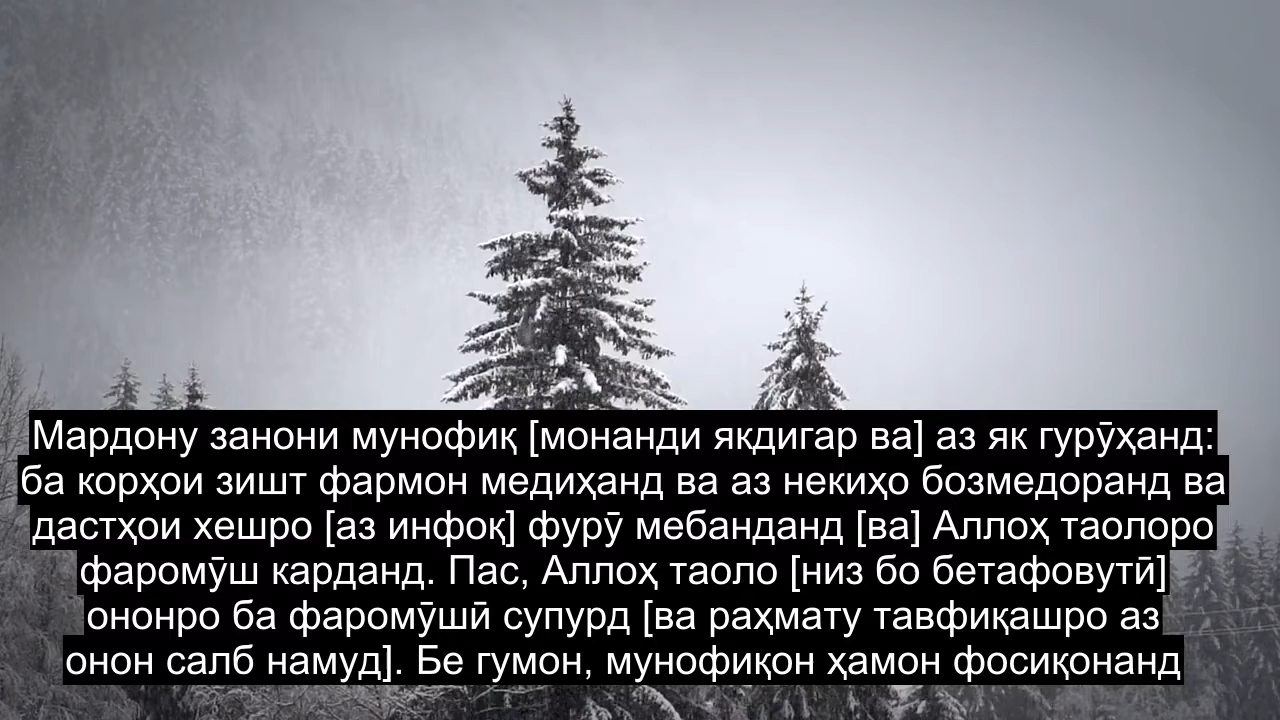 Мардону занони мунофиқ [монанди якдигар ва] аз як гурӯҳанд:
ба корҳои зишт фармон медиҳанд ва аз некиҳо бозмедоранд ва
дастҳои хешро [аз инфоқ] фурӯ мебанданд [ва] Аллоҳ таолоро
фаромӯш карданд. Пас, Аллоҳ таоло [низ бо бетафовутӣ]
ононро ба фаромӯшӣ супурд [ва раҳмату тавфиқашро аз
онон салб намуд]. Бе гумон, мунофиқон ҳамон фосиқонанд